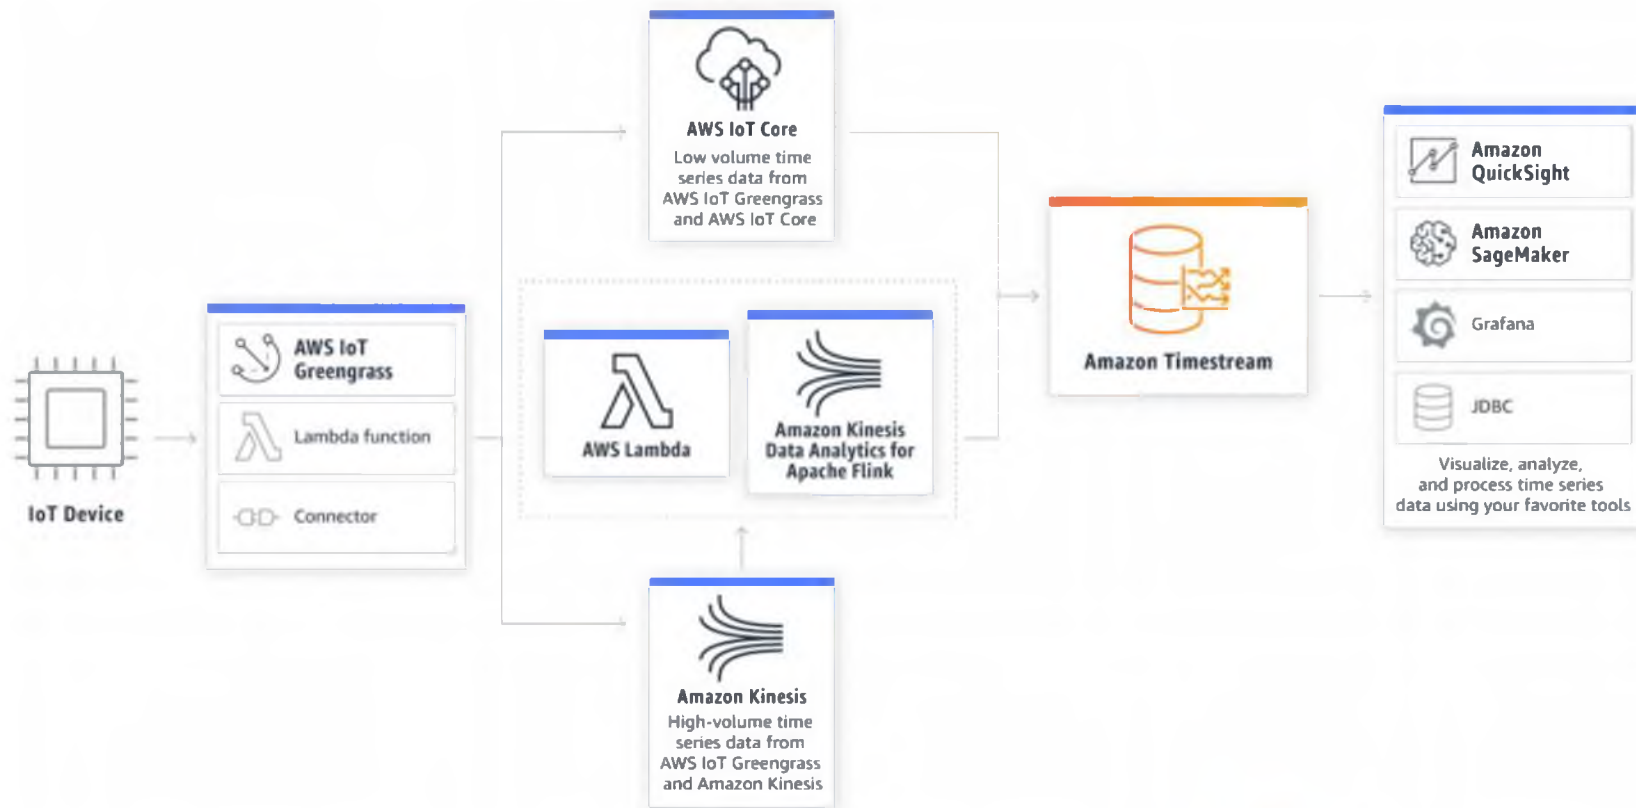 IoT Device
AWS IoT
Greengrass
Lambda function
Connector
AWS IoT Core
Low volume time
series data from
AWS IoT Greengrass
and AWS IoT Core
AWS Lambda
Amazon Kinesis
Data Analytics for
Apache Flink
Amazon Kinesis
High-volume time
series data from
AWS IoT Greengrass
and Amazon Kinesis
Amazon Timestream
Amazon
QuickSight
Amazon
SageMaker
Grafana
JDBC
Visualize, analyze,
and process time series
data using your favorite tools